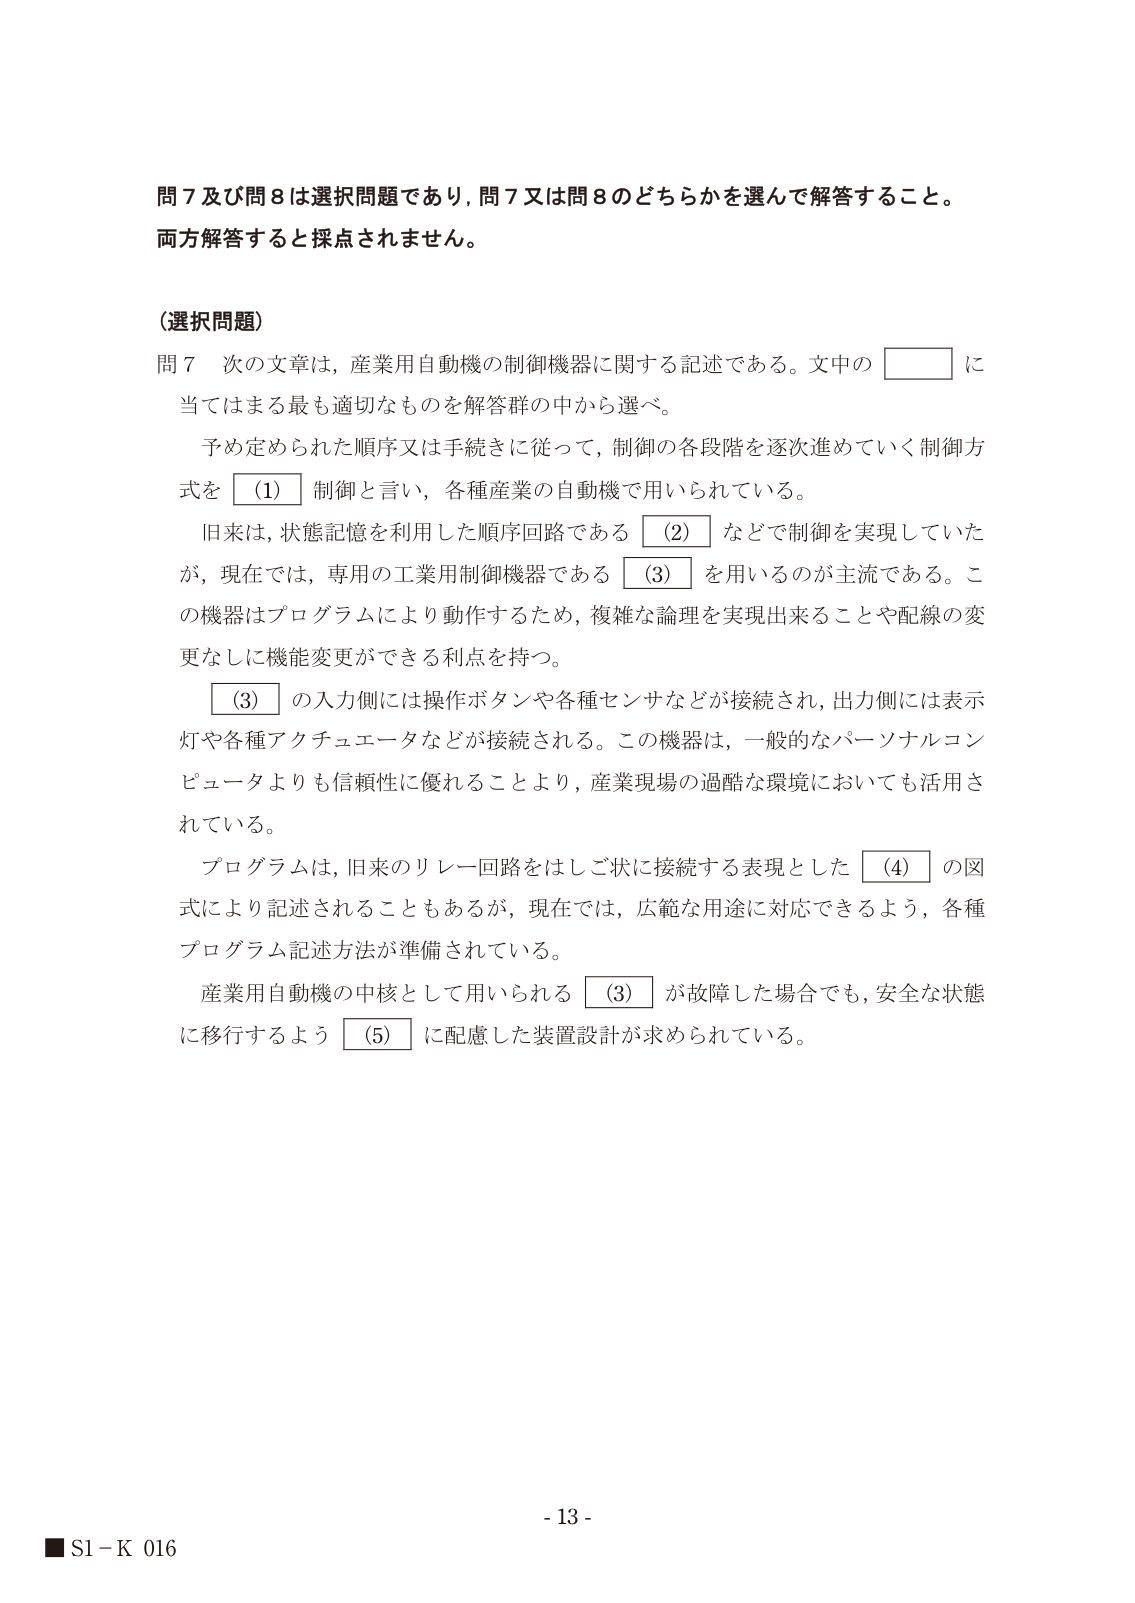 問７及び問８は選択問題であり, 問７又は問８のどちらかを選んで解答すること。
両方解答すると採点されません。
（選択問題）
問７　次の文章は, 産業用自動機の制御機器に関する記述である。文中の　　　に
当てはまる最も適切なものを解答群の中から選べ。
予め定められた順序又は手続きに従って, 制御の各段階を逐次進めていく制御方
式を (1) 制御と言い, 各種産業の自動機で用いられている。
旧来は, 状態記憶を利用した順序回路である (2) などで制御を実現していた
が, 現在では, 専用の工業用制御機器である (3) を用いるのが主流である。こ
の機器はプログラムにより動作するため, 複雑な論理を実現出来ることや配線の変
更なしに機能変更ができる利点を持つ。
(3) の入力側には操作ボタンや各種センサなどが接続され, 出力側には表示
灯や各種アクチュエータなどが接続される。この機器は, 一般的なパーソナルコン
ピュータよりも信頼性に優れることより, 産業現場の過酷な環境においても活用さ
れている。
プログラムは, 旧来のリレー回路をはしご状に接続する表現とした (4) の図
式により記述されることもあるが, 現在では, 広範な用途に対応できるよう, 各種
プログラム記述方法が準備されている。
産業用自動機の中核として用いられる (3) が故障した場合でも, 安全な状態
に移行するよう (5) に配慮した装置設計が求められている。
- 13 -
■ S1－K 016